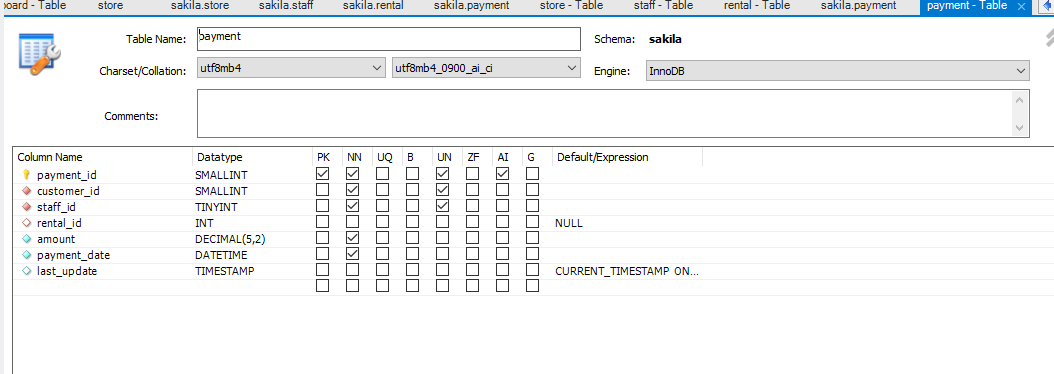 oard - Table store sakila.store sakila.staff sakila.rental sakila.payment store - Table staff - Table rental - Table sakila.payment payment - Table
Table Name: payment Schema: sakila
Charset/Collation: utf8mb4 utf8mb4_0900_ai_ci Engine: InnoDB
Comments:
Column Name Datatype PK NN UQ B UN ZF AI G Default/Expression
payment_id SMALLINT
customer_id SMALLINT
staff_id TINYINT
rental_id INT NULL
amount DECIMAL(5,2)
payment_date DATETIME
last_update TIMESTAMP CURRENT_TIMESTAMP ON...